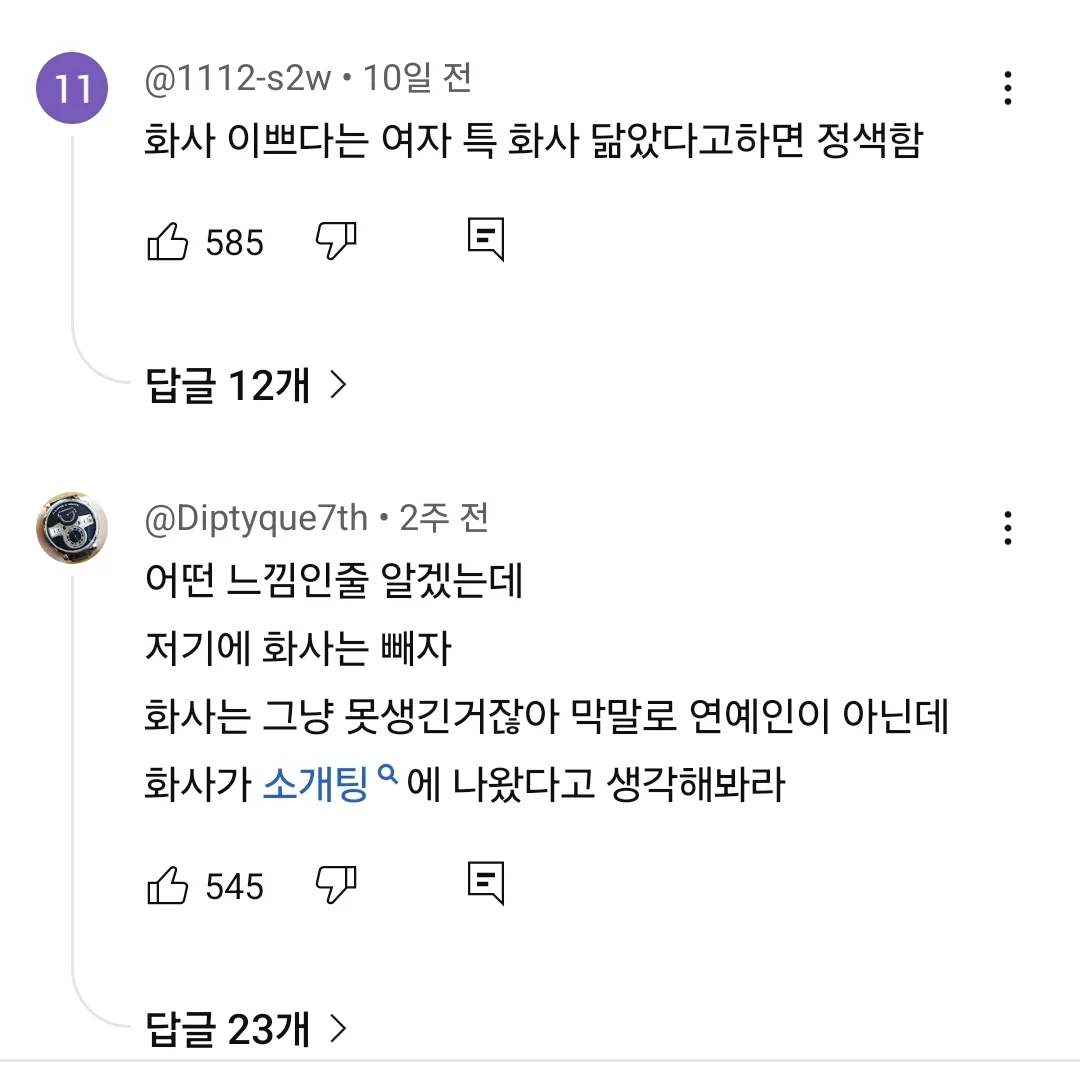 11
@1112-s2w • 10일 전
화사 이쁘다는 여자 특 화사 닮았다고하면 정색함
585
답글 12개
@Diptyque7th • 2주 전
어떤 느낌인줄 알겠는데
저기에 화사는 빼자
화사는 그냥 못생긴거잖아 막말로 연예인이 아닌데
화사가 소개팅에 나왔다고 생각해봐라
545
답글 23개